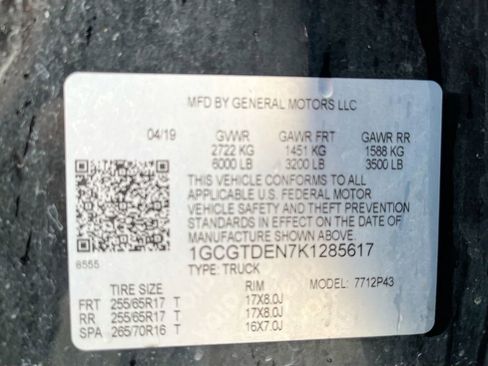 MFD BY GENERAL MOTORS LLC
04/19 GVWR GAWR FRT GAWR RR
2722 KG 1451 KG 1588 KG
6000 LB 3200 LB 3500 LB
THIS VEHICLE CONFORMS TO ALL
APPLICABLE U.S. FEDERAL MOTOR
VEHICLE SAFETY AND THEFT PREVENTION
STANDARDS IN EFFECT ON THE DATE OF
MANUFACTURE SHOWN ABOVE.
6555 1GCGTDEN7K1285617
TYPE: TRUCK
MODEL: 7712P43
TIRE SIZE RIM
FRT 255/65R17 T 17X8.0J
RR 255/65R17 T 17X8.0J
SPA 265/70R16 T 16X7.0J